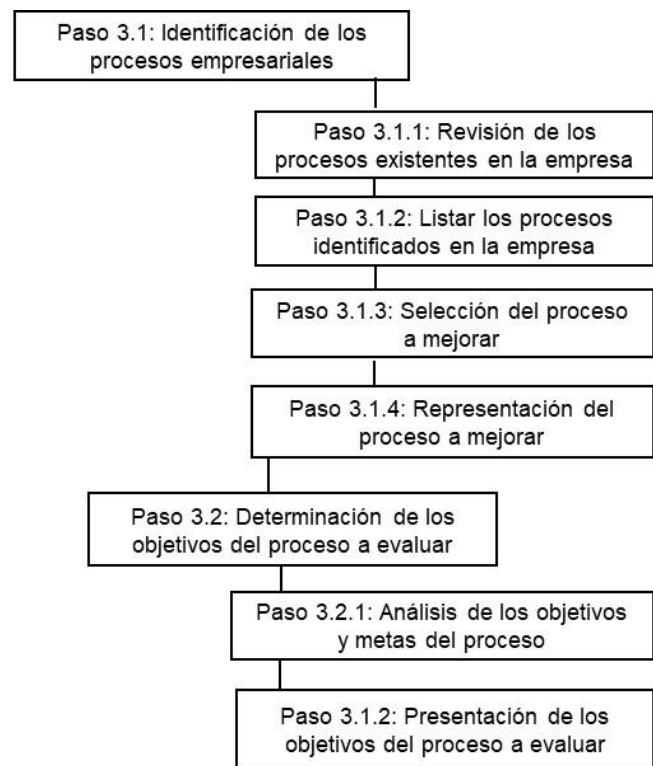 Paso 3.1: Identificación de los
procesos empresariales
Paso 3.1.1: Revisión de los
procesos existentes en la empresa
Paso 3.1.2: Listar los procesos
identificados en la empresa
Paso 3.1.3: Selección del proceso
a mejorar
Paso 3.1.4: Representación del
proceso a mejorar
Paso 3.2: Determinación de los
objetivos del proceso a evaluar
Paso 3.2.1: Análisis de los objetivos
y metas del proceso
Paso 3.1.2: Presentación de los
objetivos del proceso a evaluar